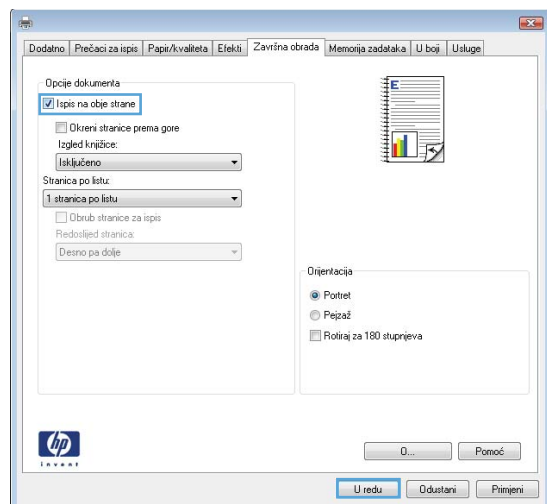 Dodatno Prečaci za ispis Papir/kvaliteta Efekti Završna obrada Memorija zadataka U boji Usluge
Opcije dokumenta
Ispis na obje strane
Okreni stranice prema gore
Izgled knjižice:
Isključeno
Stranica po listu:
1 stranica po listu
Obrub stranice za ispis
Redoslijed stranica:
Desno pa dolje
E
Orijentacija
Portret
Pejzaž
Rotiraj za 180 stupnjeva
hp
invent
O... Pomoć
U redu Odustani Primjeni